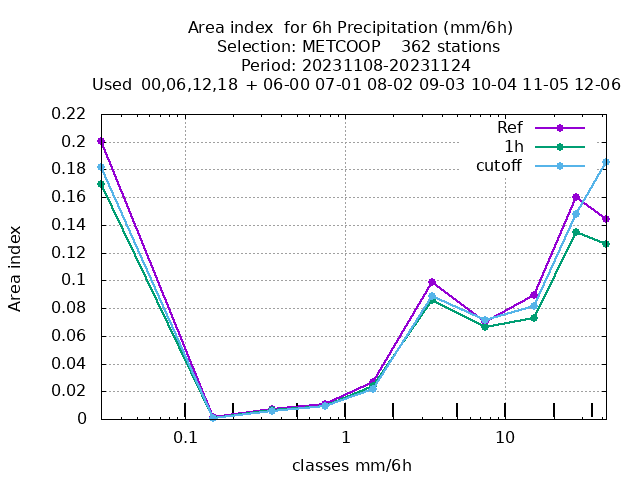 Area index  for 6h Precipitation (mm/6h)
Selection: METCOOP    362 stations
Period: 20231108-20231124
Used  00,06,12,18  + 06-00 07-01 08-02 09-03 10-04 11-05 12-06
0.22
0.2
0.18
0.16
0.14
0.12
0.1
0.08
0.06
0.04
0.02
0
Area index
Ref
1h
cutoff
0.1
1
10
classes mm/6h